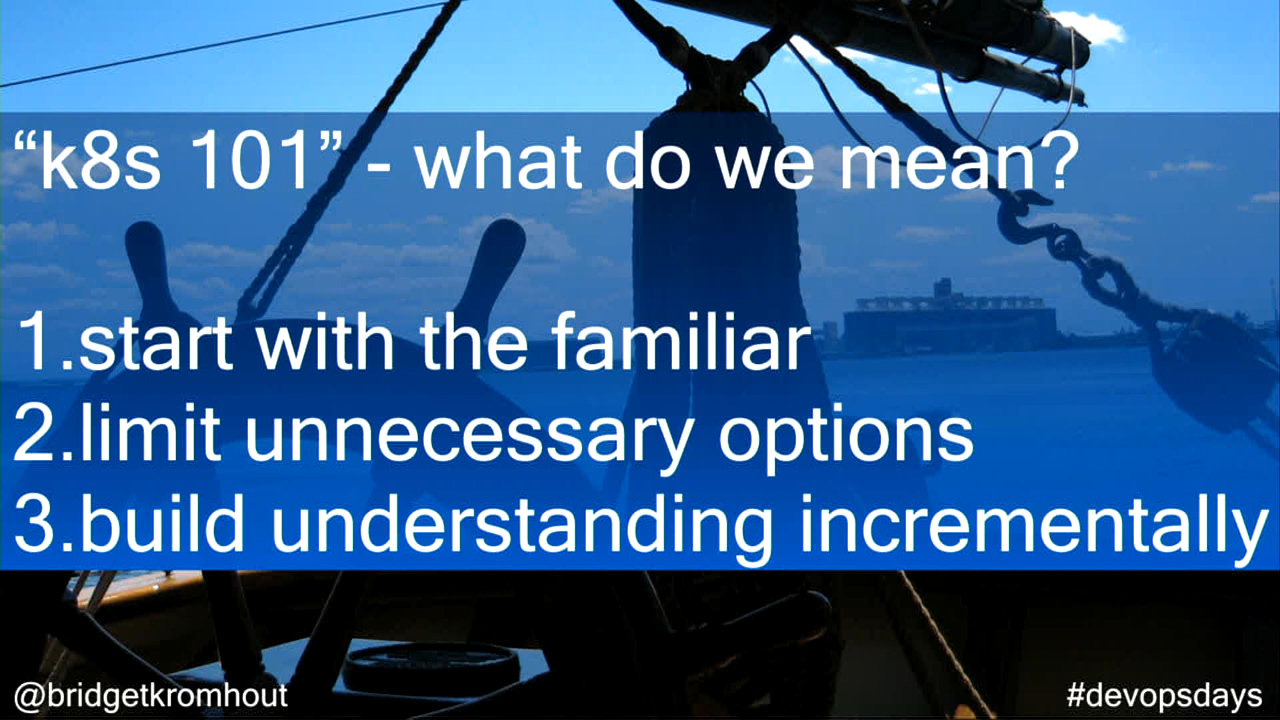 “k8s 101” - what do we mean?
1.start with the familiar
2.limit unnecessary options
3.build understanding incrementally
@bridgetkromhout
#devopsdays